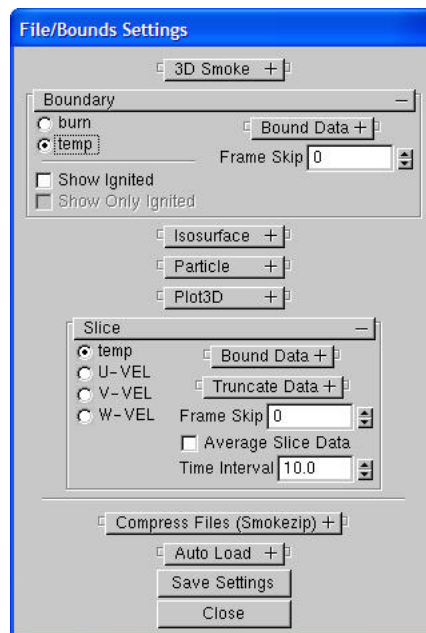 File/Bounds Settings
3D Smoke +
Boundary −
burn
temp
Bound Data +
Frame Skip 0
Show Ignited
Show Only Ignited
Isosurface +
Particle +
Plot3D +
Slice −
temp
U-VEL
V-VEL
W-VEL
Bound Data +
Truncate Data +
Frame Skip 0
Average Slice Data
Time Interval 10.0
Compress Files (Smokezip) +
Auto Load +
Save Settings
Close